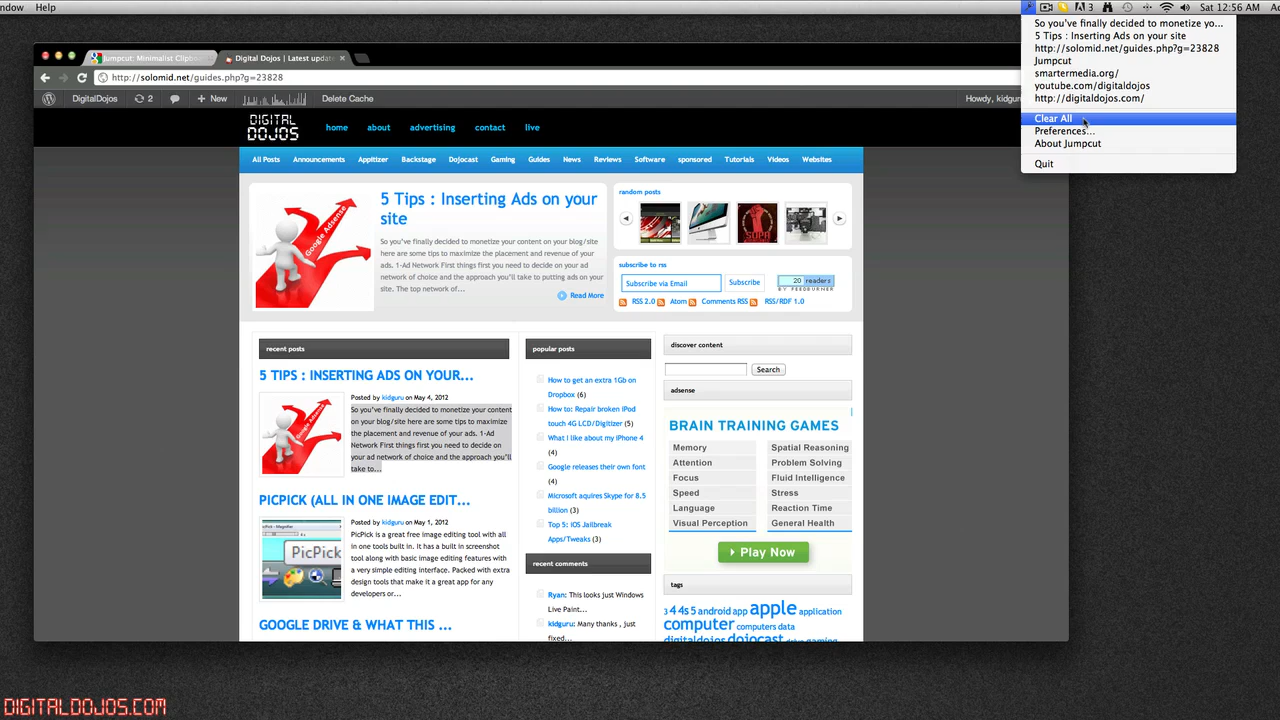 ndow Help
3 Sat 12:56 AM
So you've finally decided to monetize yo...
5 Tips : Inserting Ads on your site
http://solomid.net/guides.php?g=23828
Jumpcut
smartermedia.org/
youtube.com/digitaldojos
http://digitaldojos.com/
Clear All
Preferences...
About Jumpcut
Quit
Jumpcut: Minimalist Clipb
Digital Dojos | Latest update
http://solomid.net/guides.php?g=23828
DigitalDojos 2 + New Delete Cache Howdy, kidgu
DIGITAL
DOJOS
home about advertising contact live
All Posts Announcements Appitizer Backstage Dojocast Gaming Guides News Reviews Software sponsored Tutorials Videos Websites
Google Adsense
5 Tips : Inserting Ads on your
site
So you've finally decided to monetize your content on your blog/site
here are some tips to maximize the placement and revenue of your
ads. 1-Ad Network First things first you need to decide on your ad
network of choice and the approach you'll take to putting ads on your
site. The top network of...
Read More
random posts
SUPA
subscribe to rss
Subscribe via Email Subscribe
20 readers
BY FEEDBURNER
RSS 2.0 Atom Comments RSS RSS/RDF 1.0
recent posts
5 TIPS : INSERTING ADS ON YOUR...
Posted by kidguru on May 4, 2012
So you've finally decided to monetize your content
on your blog/site here are some tips to maximize
the placement and revenue of your ads. 1-Ad
Network First things first you need to decide on
your ad network of choice and the approach you'll
take to...
PICPICK (ALL IN ONE IMAGE EDIT...
Posted by kidguru on May 1, 2012
PicPick is a great free image editing tool with all
in one tools built in. It has a built in screenshot
tool along with basic image editing features with
a very simple editing interface. Packed with extra
design tools that make it a great app for any
developers or...
PicPick
GOOGLE DRIVE & WHAT THIS ...
popular posts
How to get an extra 1Gb on
Dropbox (6)
How to: Repair broken iPod
touch 4G LCD/Digitizer (5)
What I like about my iPhone 4
(4)
Google releases their own font
(4)
Microsoft aquires Skype for 8.5
billion (3)
Top 5: iOS Jailbreak
Apps/Tweaks (3)
recent comments
Ryan: This looks just Windows
Live Paint...
kidguru: Many thanks , just
fixed...
discover content
Search
adsense
BRAIN TRAINING GAMES
Memory Spatial Reasoning
Attention Problem Solving
Focus Fluid Intelligence
Speed Stress
Language Reaction Time
Visual Perception General Health
Play Now
tags
3 4 4s 5 android app apple application
computer computers data
digitaldojos dojocast drive gaming
DIGITALDOJOS.COM